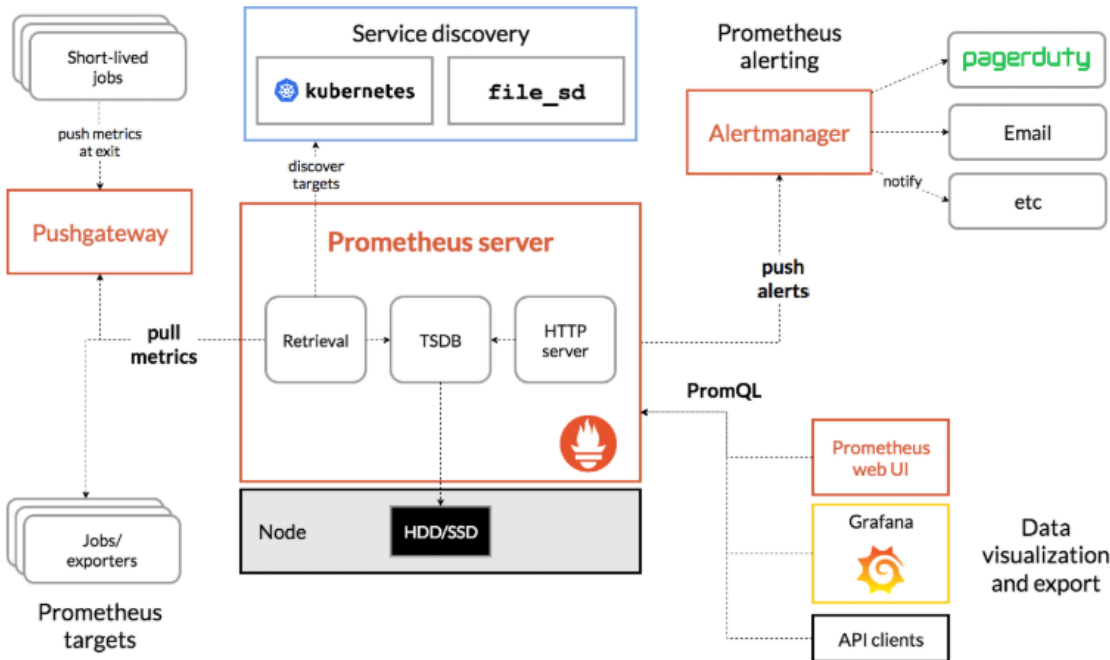 Short-lived
jobs
push metrics
at exit
Pushgateway
Service discovery
kubernetes
file_sd
discover
targets
Prometheus
alerting
Alertmanager
pagerduty
Email
notify
etc
Prometheus server
push
alerts
pull
metrics
Retrieval
TSDB
HTTP
server
PromQL
Node
HDD/SSD
Jobs/
exporters
Prometheus
targets
Prometheus
web UI
Grafana
API clients
Data
visualization
and export